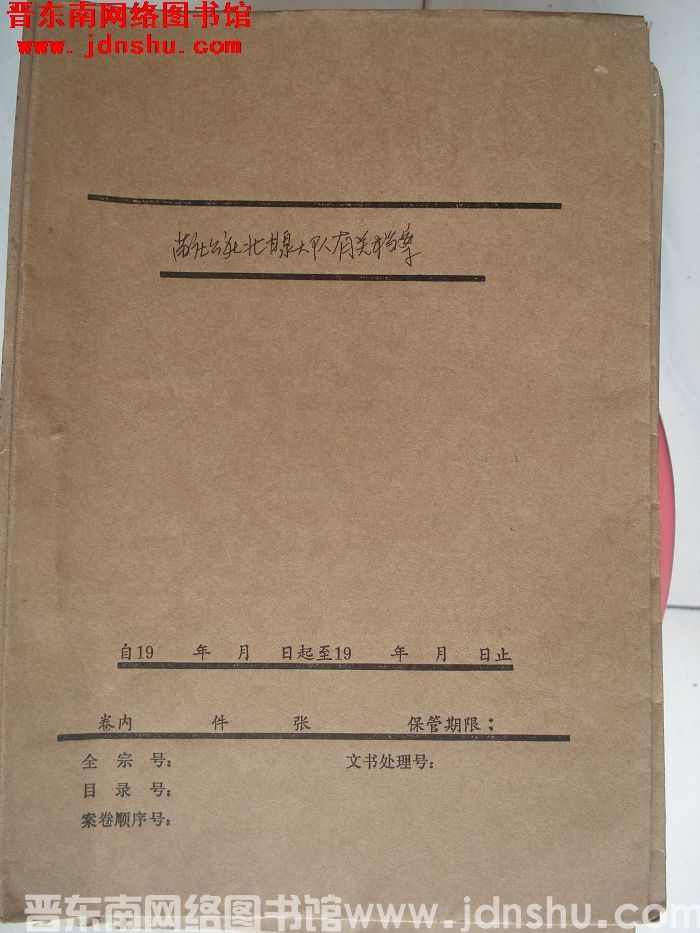 晋东南网络图书馆
www.jdnshu.com
苗庄公社北甘泉大队有关档案
自19 年 月 日起至19 年 月 日止
卷内 件 张 保管期限：
全宗号： 文书处理号：
目录号：
案卷顺序号：
晋东南网络图书馆www.jdnshu.com